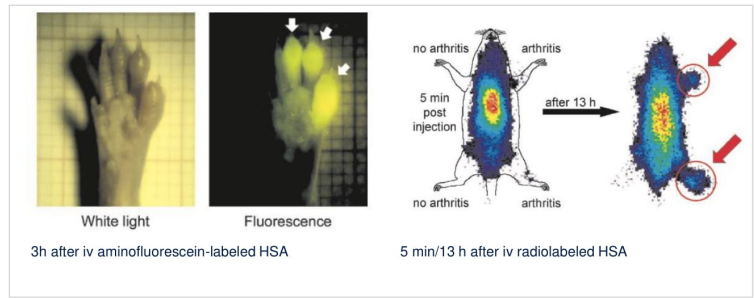 White light
Fluorescence
3h after iv aminofluorescein-labeled HSA
no arthritis
arthritis
5 min
post
injection
after 13 h
no arthritis
arthritis
5 min/13 h after iv radiolabeled HSA